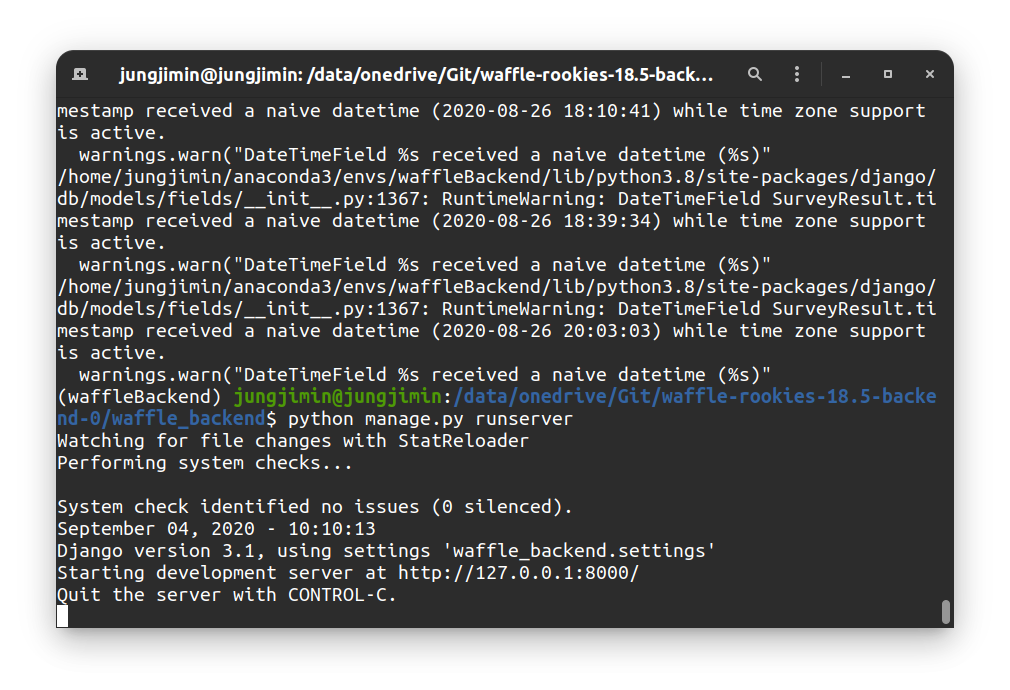 jungjimin@jungjimin: /data/onedrive/Git/waffle-rookies-18.5-back...
mestamp received a naive datetime (2020-08-26 18:10:41) while time zone support
is active.
  warnings.warn("DateTimeField %s received a naive datetime (%s)"
/home/jungjimin/anaconda3/envs/waffleBackend/lib/python3.8/site-packages/django/
db/models/fields/__init__.py:1367: RuntimeWarning: DateTimeField SurveyResult.ti
mestamp received a naive datetime (2020-08-26 18:39:34) while time zone support
is active.
  warnings.warn("DateTimeField %s received a naive datetime (%s)"
/home/jungjimin/anaconda3/envs/waffleBackend/lib/python3.8/site-packages/django/
db/models/fields/__init__.py:1367: RuntimeWarning: DateTimeField SurveyResult.ti
mestamp received a naive datetime (2020-08-26 20:03:03) while time zone support
is active.
  warnings.warn("DateTimeField %s received a naive datetime (%s)"
(waffleBackend) jungjimin@jungjimin:/data/onedrive/Git/waffle-rookies-18.5-backe
nd-0/waffle_backend$ python manage.py runserver
Watching for file changes with StatReloader
Performing system checks...

System check identified no issues (0 silenced).
September 04, 2020 - 10:10:13
Django version 3.1, using settings 'waffle_backend.settings'
Starting development server at http://127.0.0.1:8000/
Quit the server with CONTROL-C.